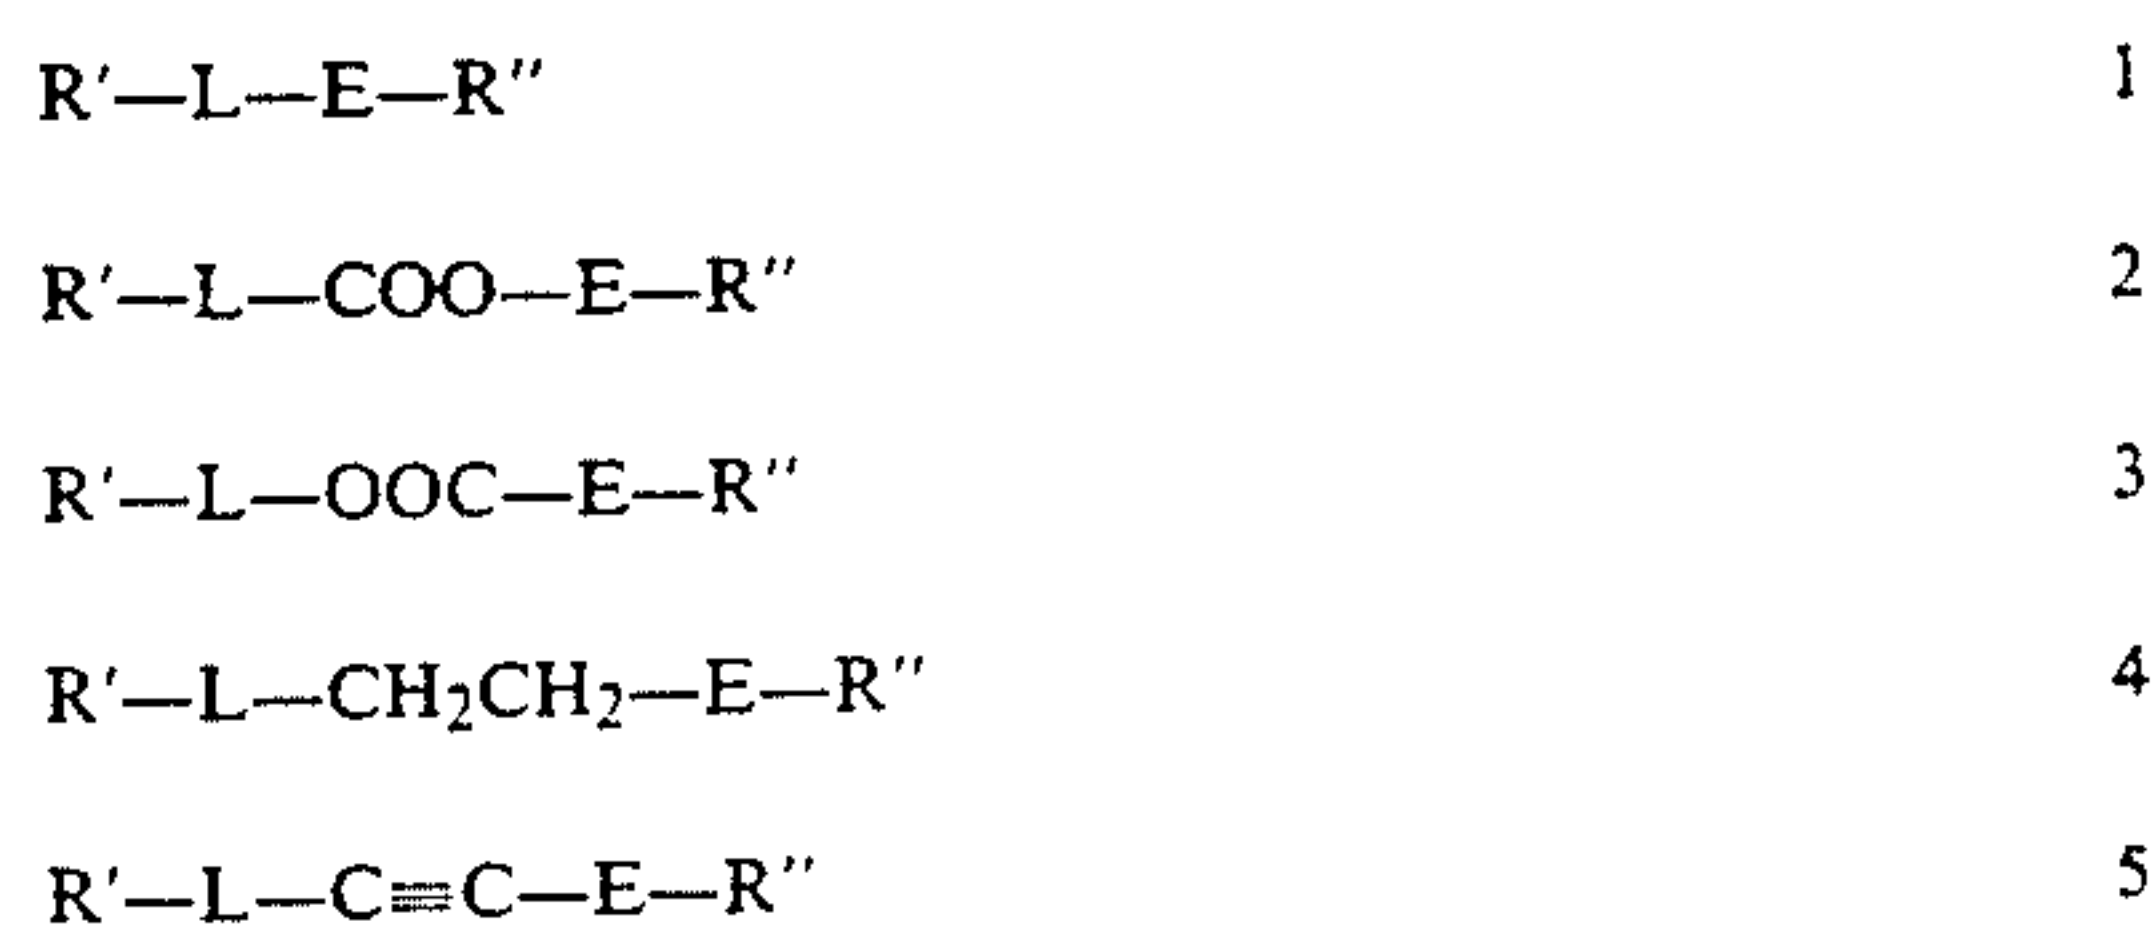 R′—L—E—R″ 1
R′—L—COO—E—R″ 2
R′—L—OOC—E—R″ 3
R′—L—CH₂CH₂—E—R″ 4
R′—L—C≡C—E—R″ 5